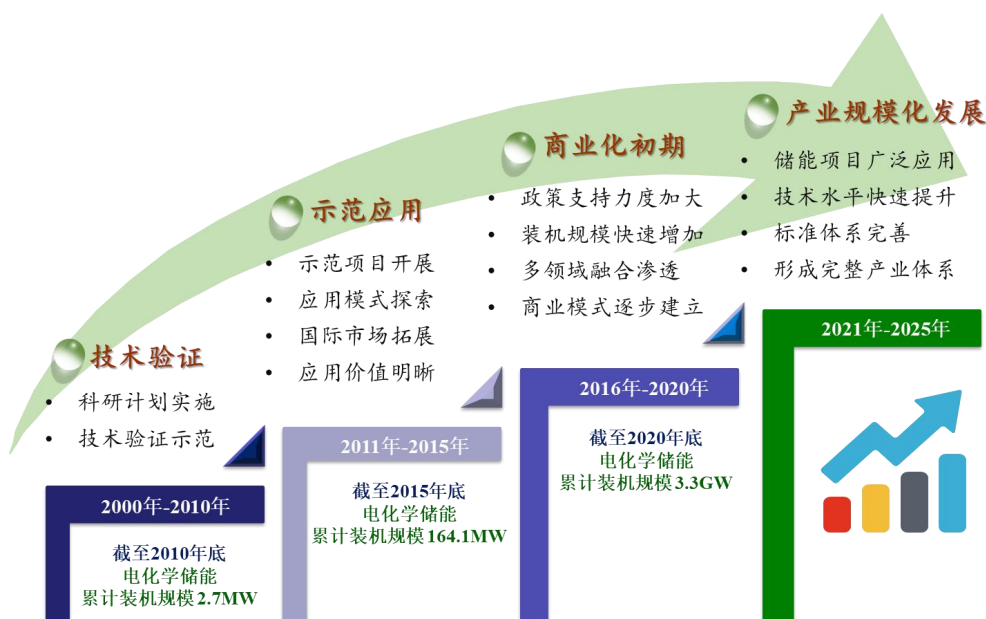 技术验证
• 科研计划实施
• 技术验证示范
2000年-2010年
截至2010年底
电化学储能
累计装机规模2.7MW
示范应用
• 示范项目开展
• 应用模式探索
• 国际市场拓展
• 应用价值明晰
2011年-2015年
截至2015年底
电化学储能
累计装机规模164.1MW
商业化初期
• 政策支持力度加大
• 装机规模快速增加
• 多领域融合渗透
• 商业模式逐步建立
2016年-2020年
截至2020年底
电化学储能
累计装机规模3.3GW
产业规模化发展
• 储能项目广泛应用
• 技术水平快速提升
• 标准体系完善
• 形成完整产业体系
2021年-2025年